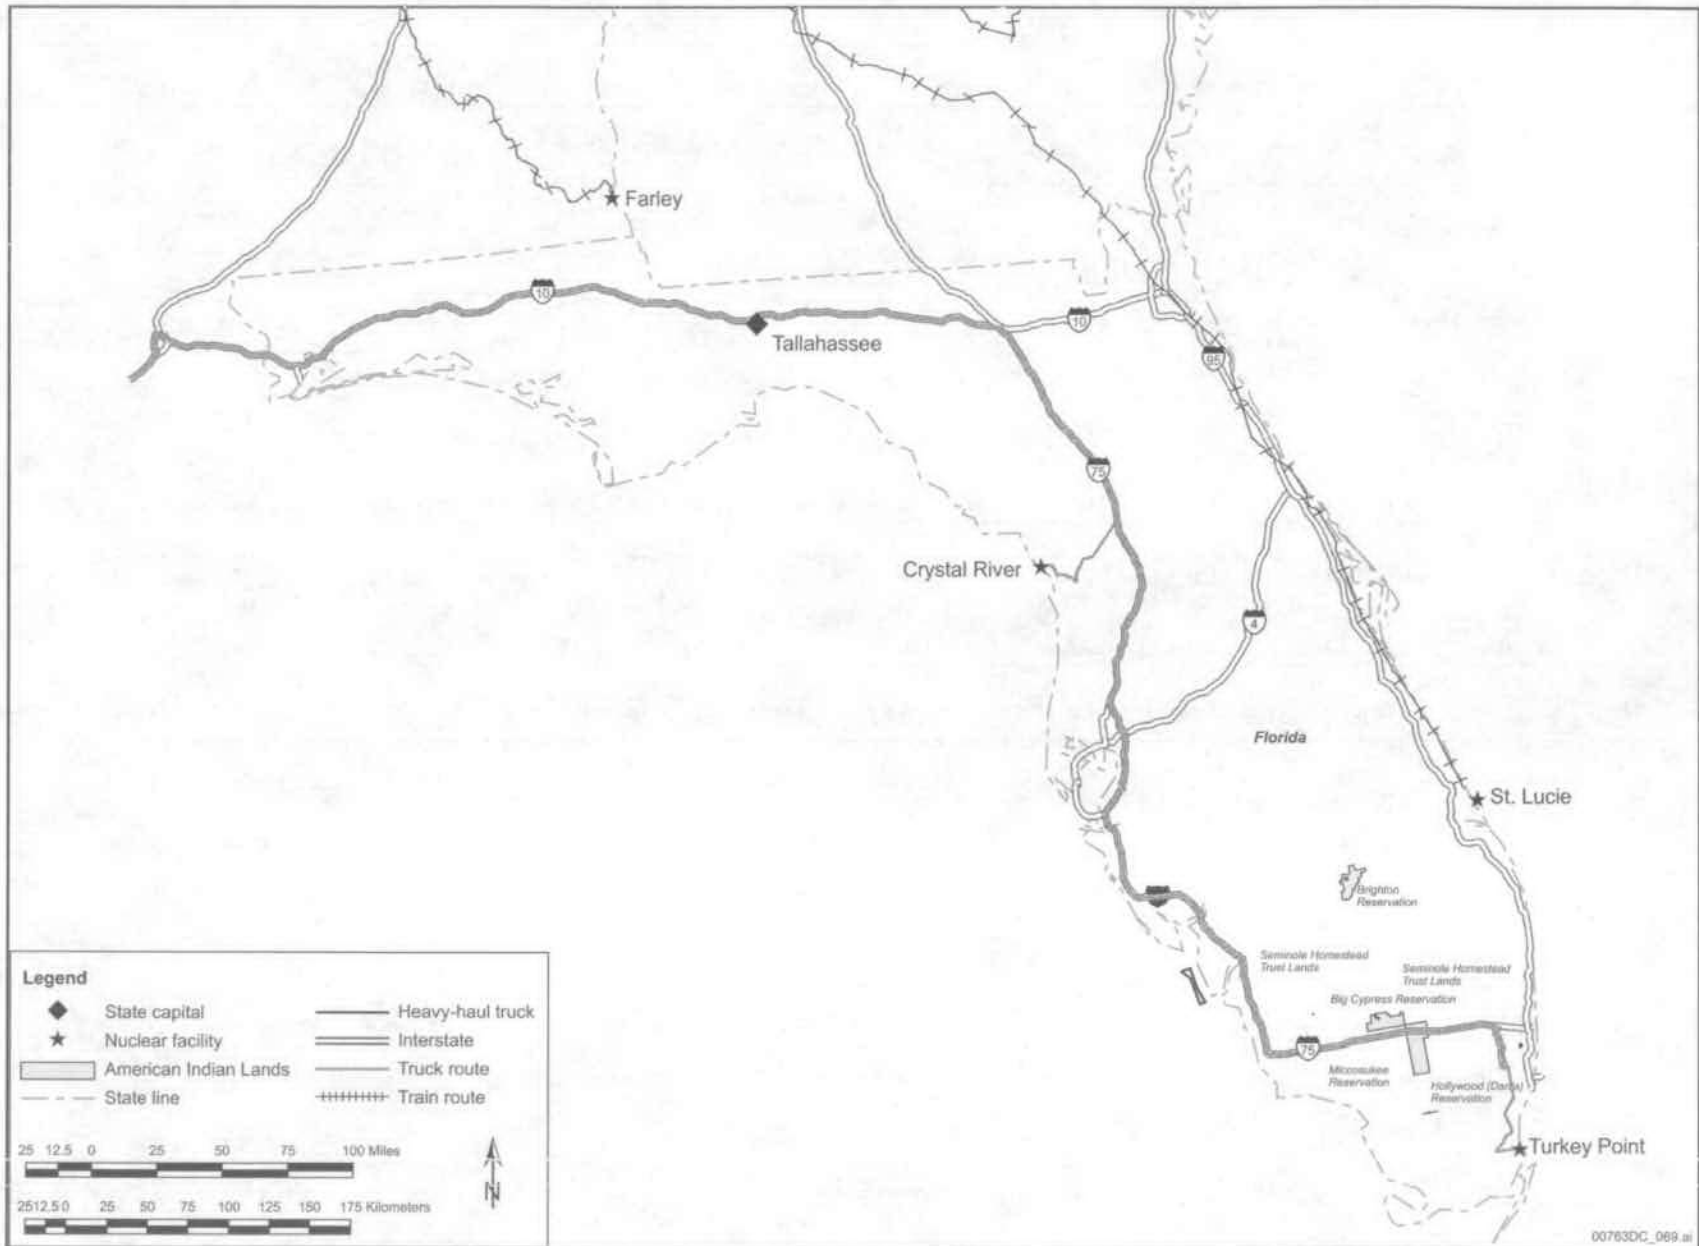 Farley
10
10
Tallahassee
95
75
Crystal River
4
Florida
St. Lucie
Brighton
Reservation
Seminole Homestead
Trust Lands
Seminole Homestead
Trust Lands
Big Cypress Reservation
75
Miccosukee
Reservation
Hollywood (Dania)
Reservation
Turkey Point
Legend
State capital
Heavy-haul truck
Nuclear facility
Interstate
American Indian Lands
Truck route
State line
Train route
25 12.5 0 25 50 75 100 Miles
25 12.5 0 25 50 75 100 125 150 175 Kilometers
N
00763DC_069.ai